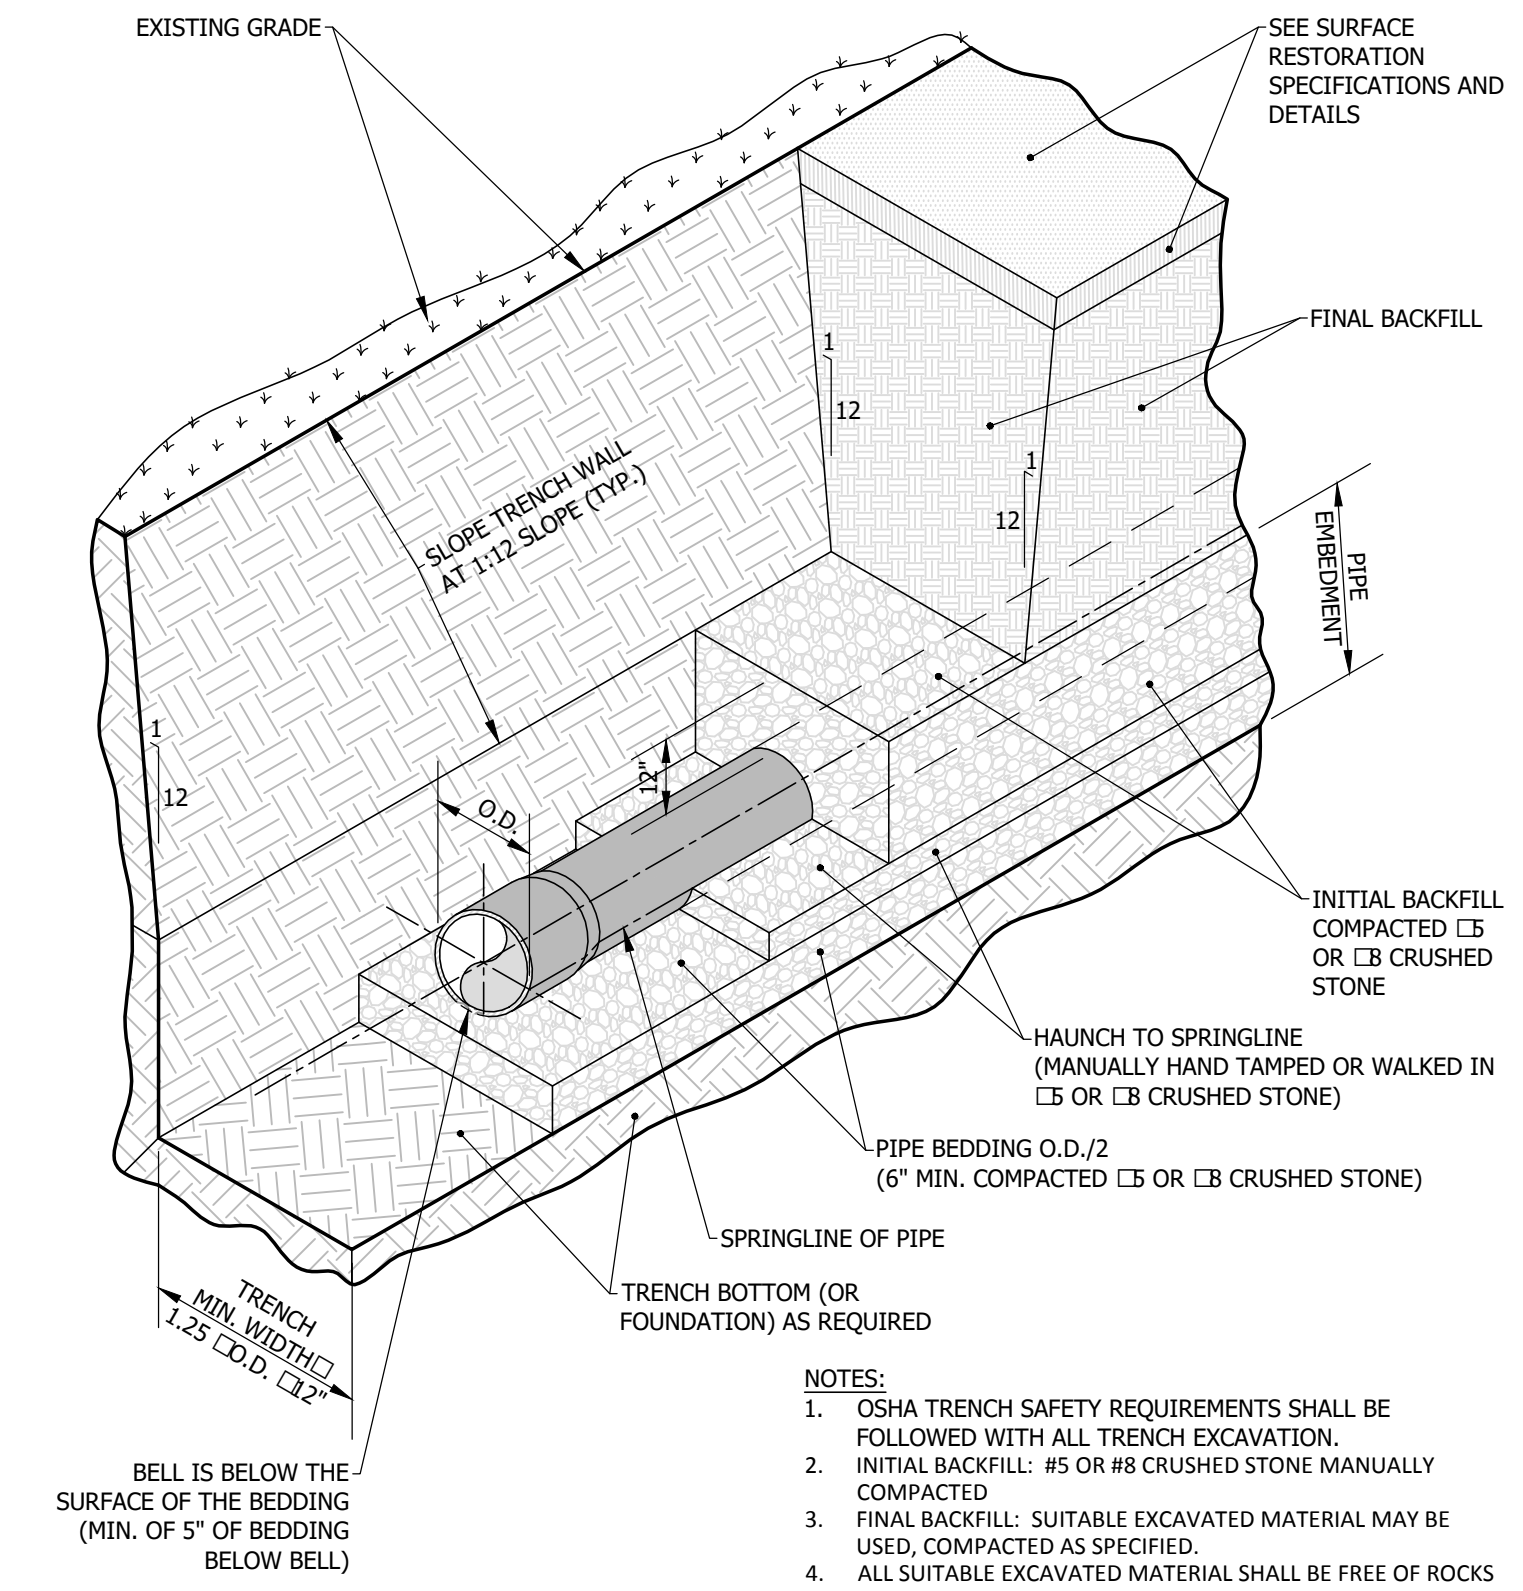 EXISTING GRADE
SEE SURFACE
RESTORATION
SPECIFICATIONS AND
DETAILS
FINAL BACKFILL
1
12
1
12
SLOPE TRENCH WALL
AT 1:12 SLOPE (TYP.)
PIPE
EMBEDMENT
1
12
12"
O.D.
INITIAL BACKFILL
COMPACTED □5
OR □8 CRUSHED
STONE
HAUNCH TO SPRINGLINE
(MANUALLY HAND TAMPED OR WALKED IN
□5 OR □8 CRUSHED STONE)
PIPE BEDDING O.D./2
(6" MIN. COMPACTED □5 OR □8 CRUSHED STONE)
SPRINGLINE OF PIPE
TRENCH BOTTOM (OR
FOUNDATION) AS REQUIRED
TRENCH
MIN. WIDTH□
1.25 □O.D. □12"
BELL IS BELOW THE
SURFACE OF THE BEDDING
(MIN. OF 5" OF BEDDING
BELOW BELL)
NOTES:
1. OSHA TRENCH SAFETY REQUIREMENTS SHALL BE
FOLLOWED WITH ALL TRENCH EXCAVATION.
2. INITIAL BACKFILL: #5 OR #8 CRUSHED STONE MANUALLY
COMPACTED
3. FINAL BACKFILL: SUITABLE EXCAVATED MATERIAL MAY BE
USED, COMPACTED AS SPECIFIED.
4. ALL SUITABLE EXCAVATED MATERIAL SHALL BE FREE OF ROCKS